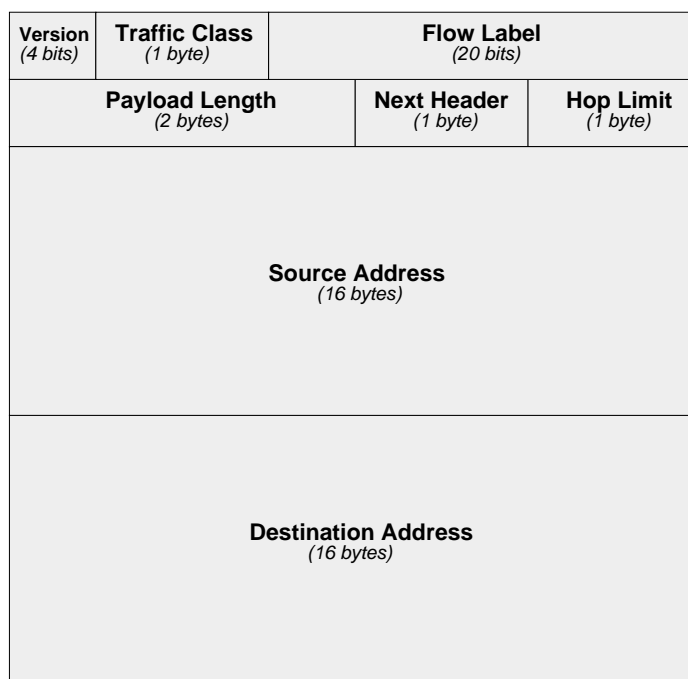 Version
(4 bits)
Traffic Class
(1 byte)
Flow Label
(20 bits)
Payload Length
(2 bytes)
Next Header
(1 byte)
Hop Limit
(1 byte)
Source Address
(16 bytes)
Destination Address
(16 bytes)